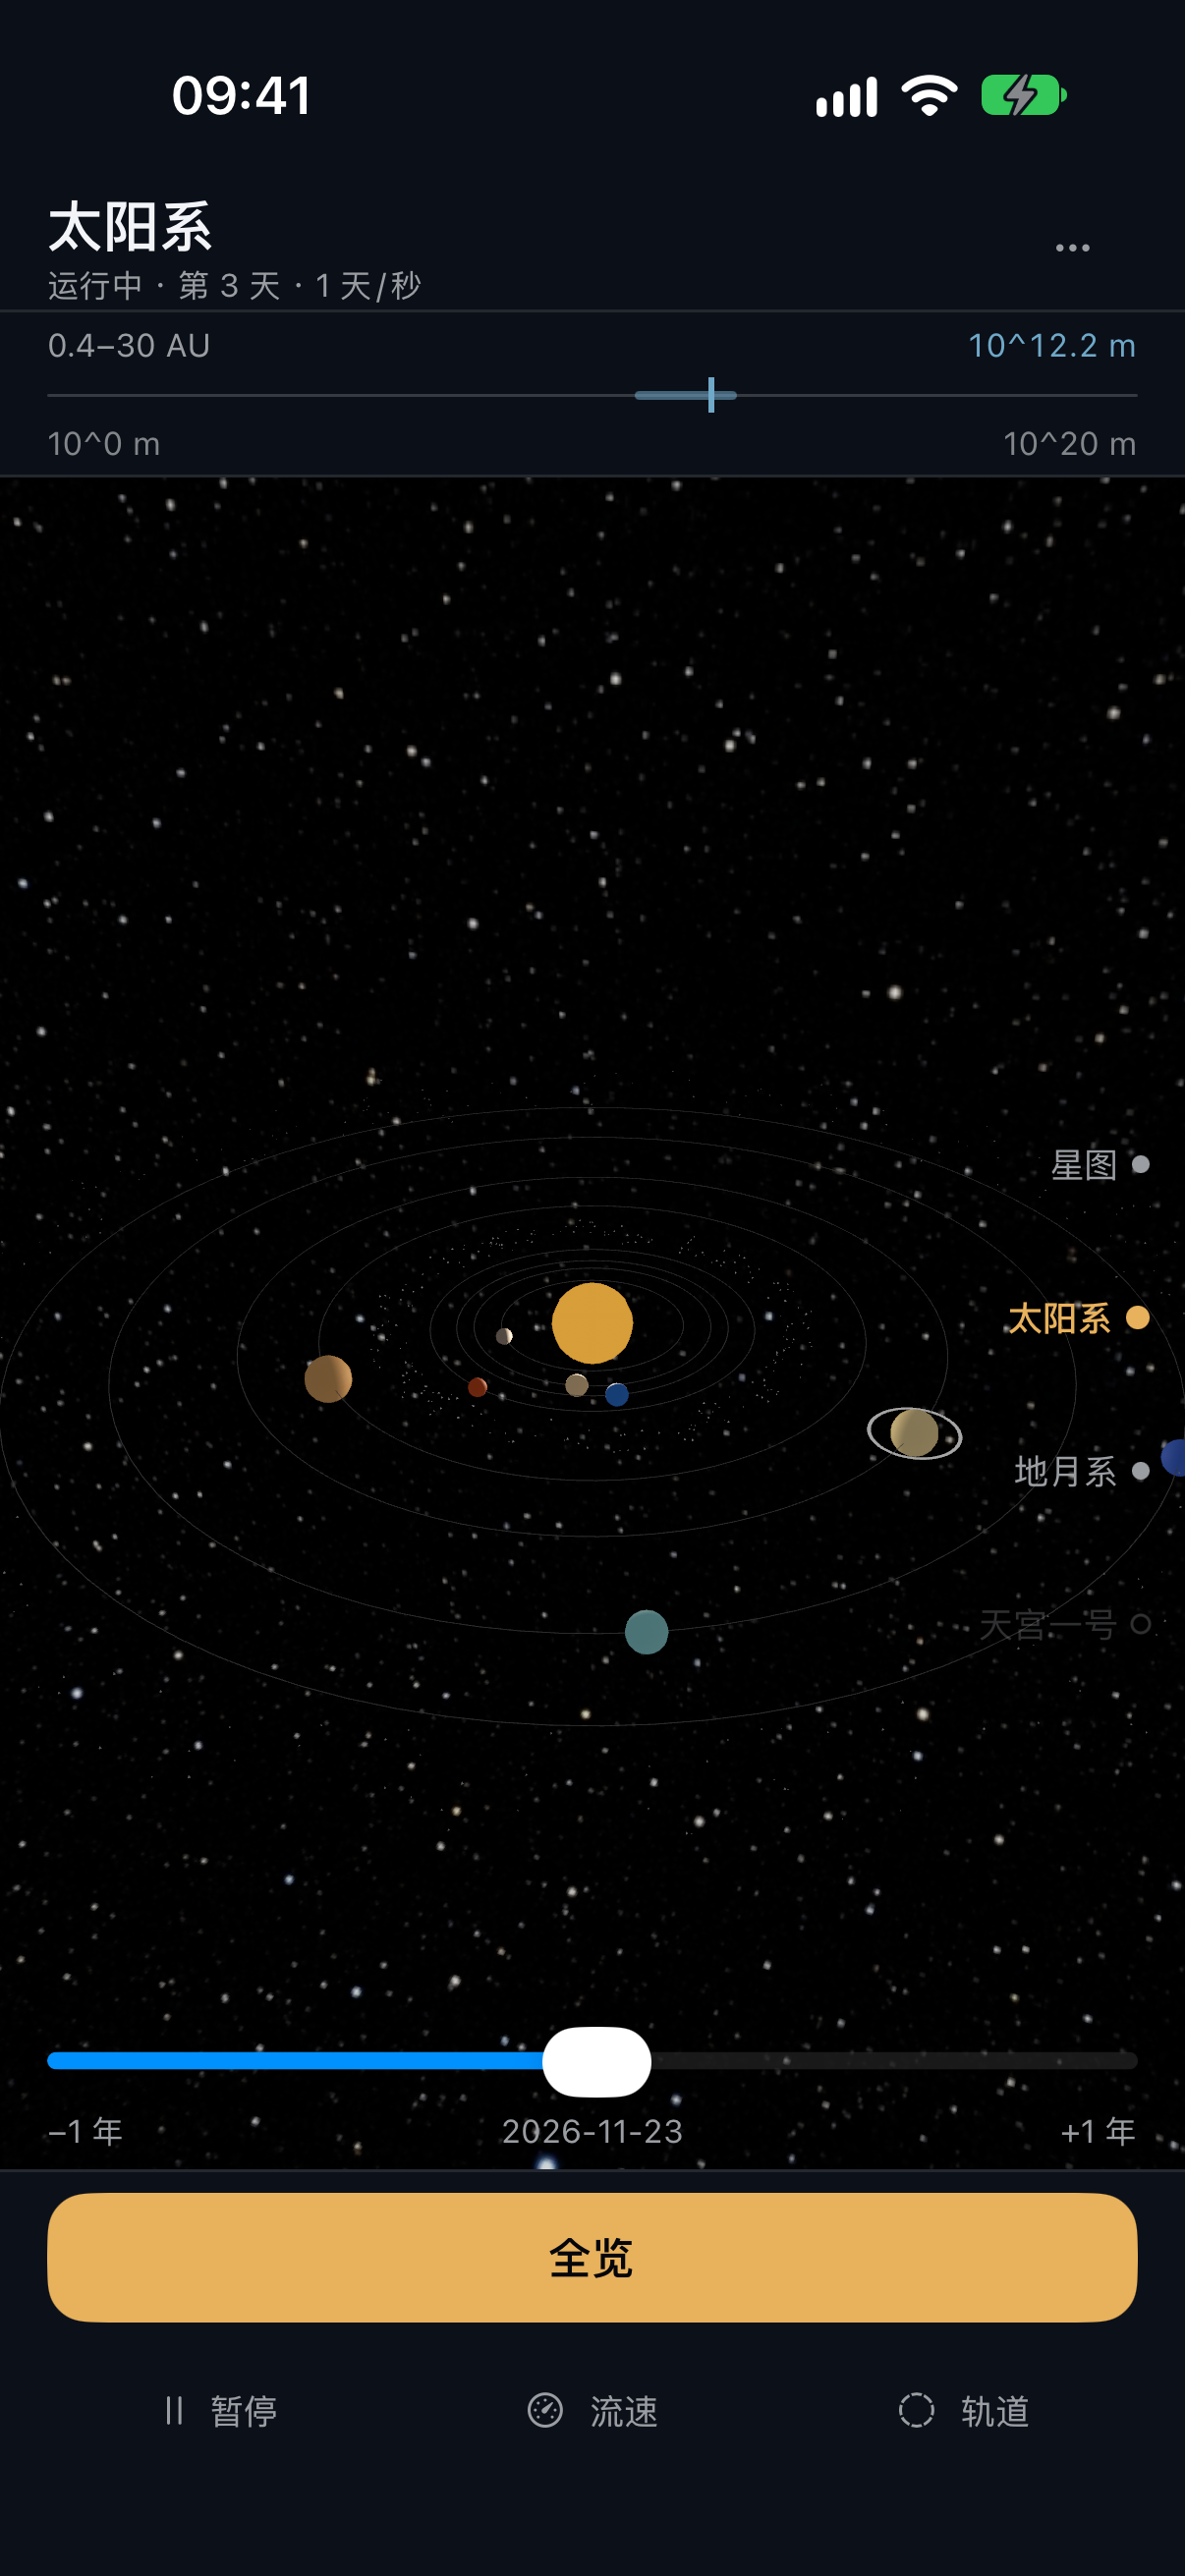 09:41
太阳系
运行中 · 第 3 天 · 1 天/秒
0.4–30 AU
10^12.2 m
10^0 m
10^20 m
星图
太阳系
地月系
天宫一号
–1 年
2026-11-23
+1 年
全览
暂停
流速
轨道